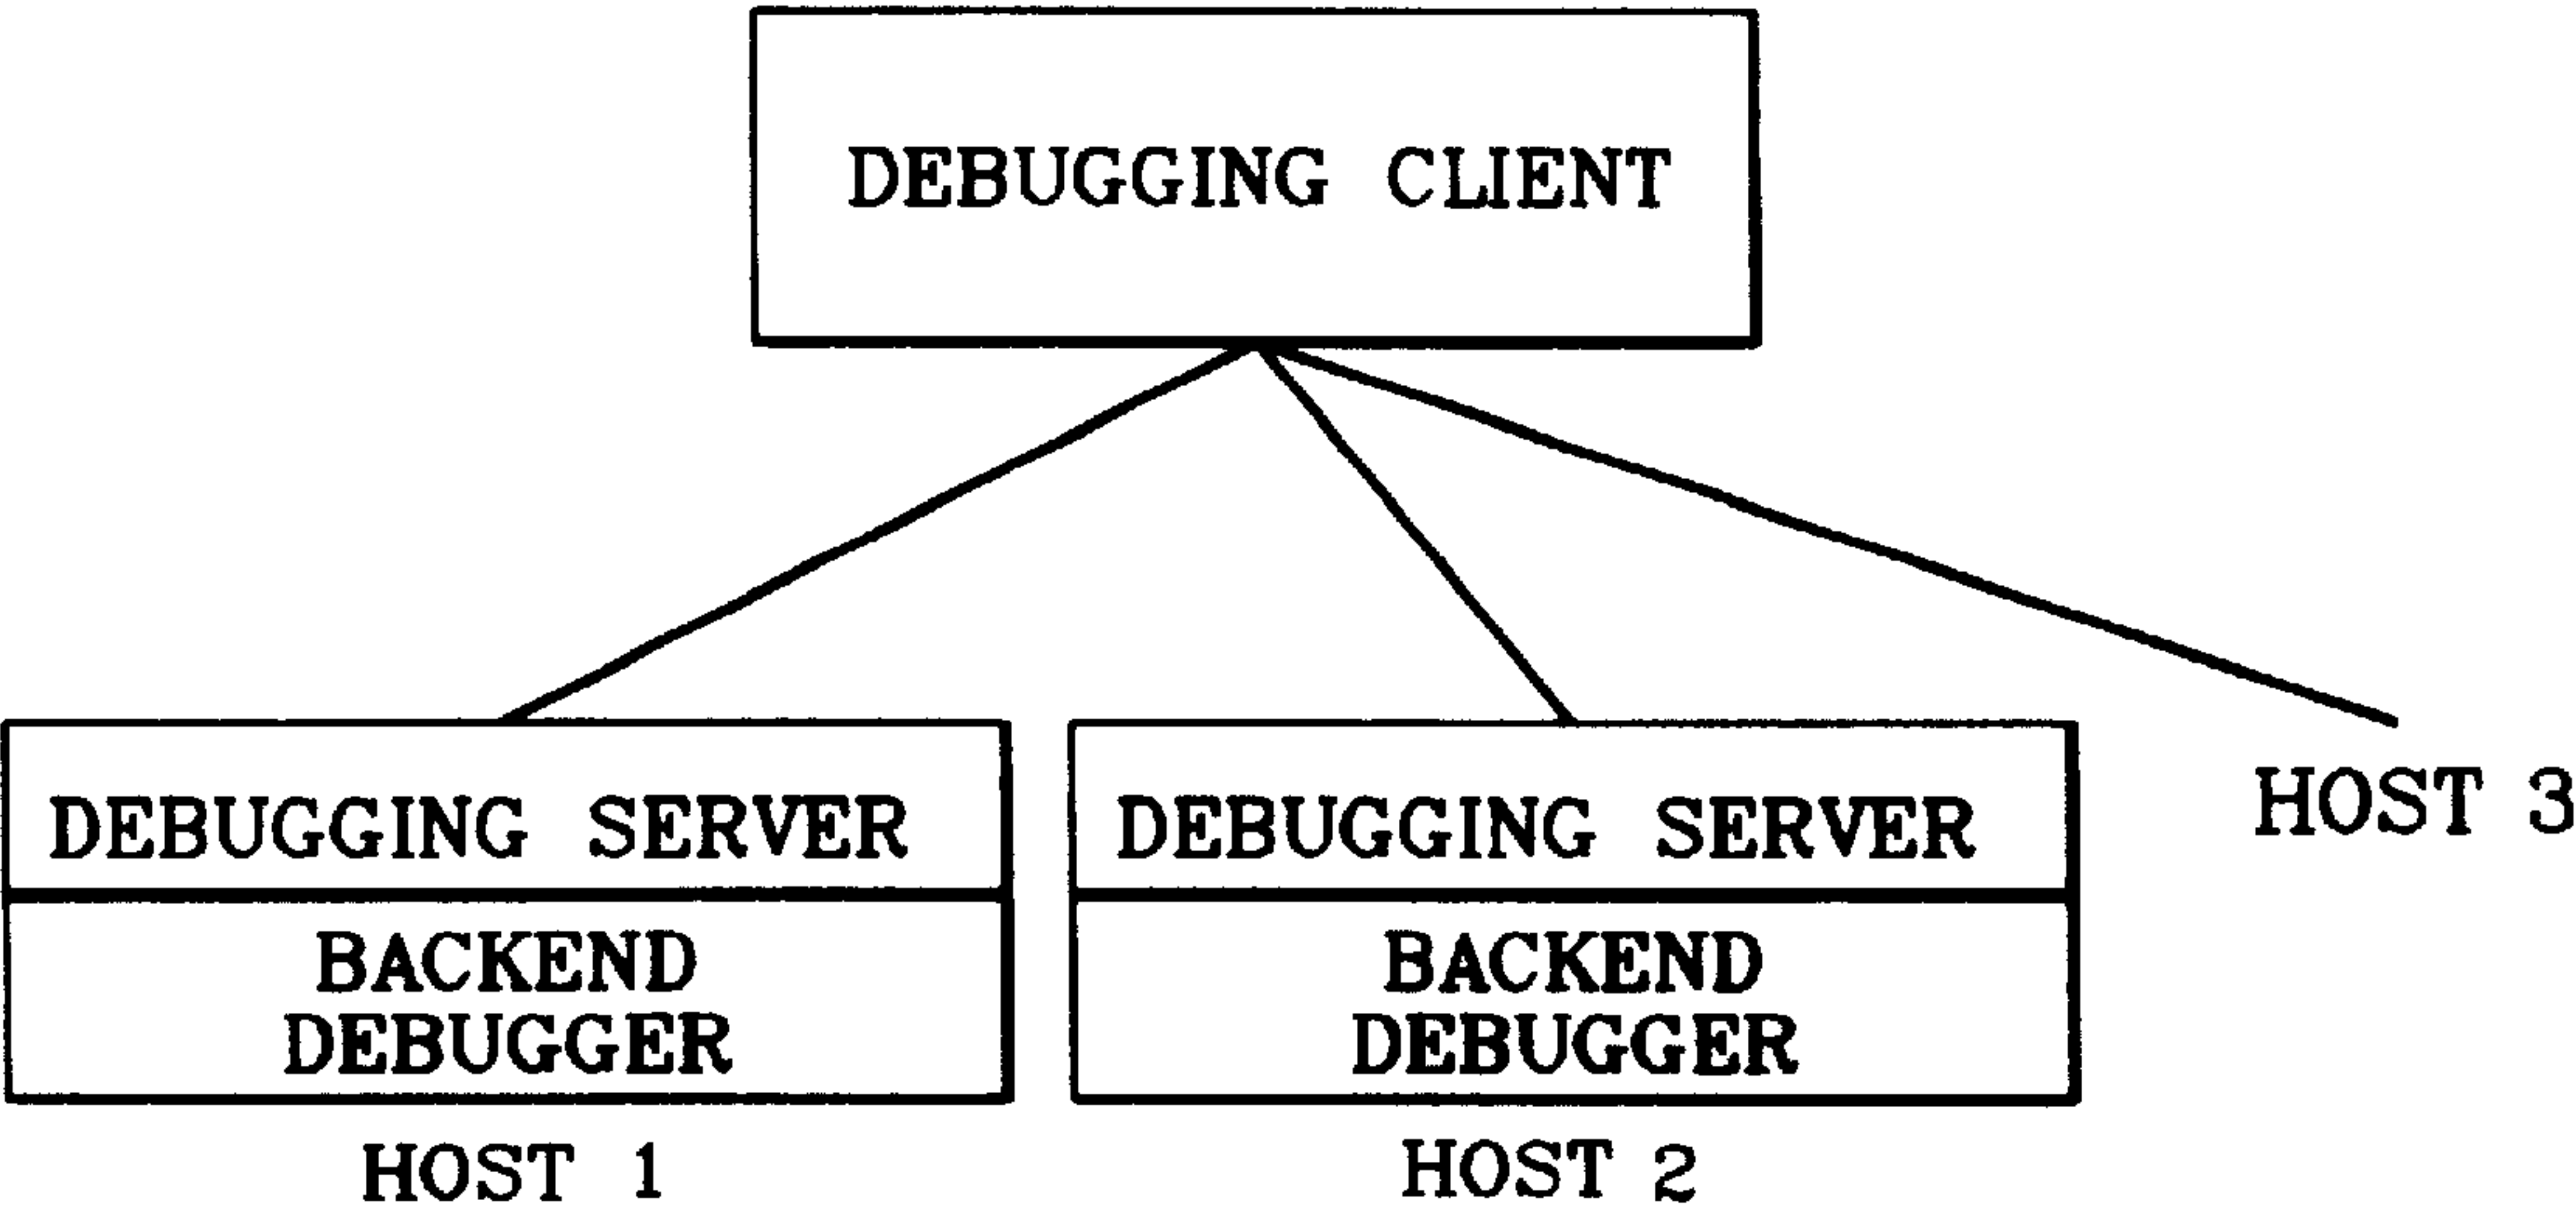 DEBUGGING CLIENT
DEBUGGING SERVER
BACKEND
DEBUGGER
HOST 1
DEBUGGING SERVER
BACKEND
DEBUGGER
HOST 2
HOST 3